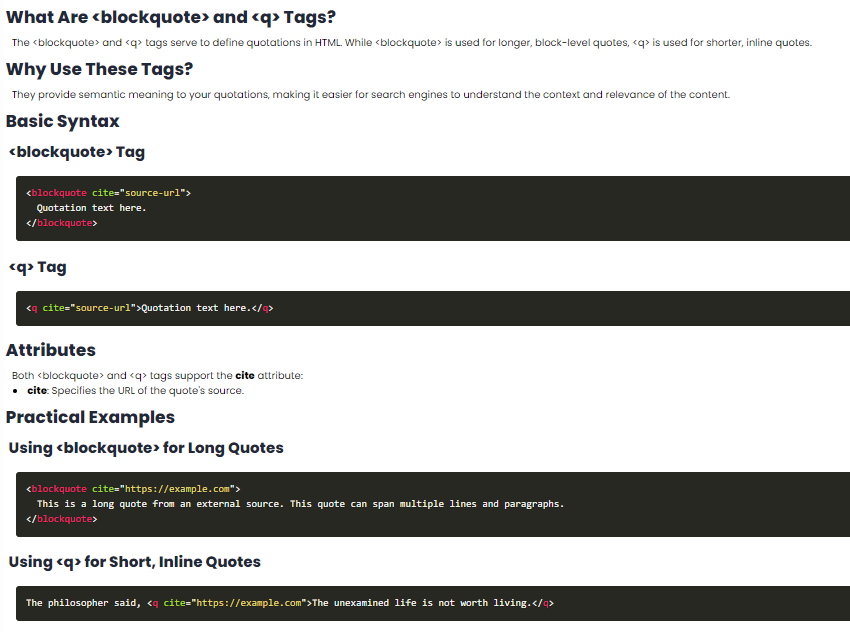 What Are <blockquote> and <q> Tags?
The <blockquote> and <q> tags serve to define quotations in HTML. While <blockquote> is used for longer, block-level quotes, <q> is used for shorter, inline quotes.
Why Use These Tags?
They provide semantic meaning to your quotations, making it easier for search engines to understand the context and relevance of the content.
Basic Syntax
<blockquote> Tag
<blockquote cite="source-url">
  Quotation text here.
</blockquote>
<q> Tag
<q cite="source-url">Quotation text here.</q>
Attributes
Both <blockquote> and <q> tags support the cite attribute:
• cite: Specifies the URL of the quote's source.
Practical Examples
Using <blockquote> for Long Quotes
<blockquote cite="https://example.com">
  This is a long quote from an external source. This quote can span multiple lines and paragraphs.
</blockquote>
Using <q> for Short, Inline Quotes
The philosopher said, <q cite="https://example.com">The unexamined life is not worth living.</q>